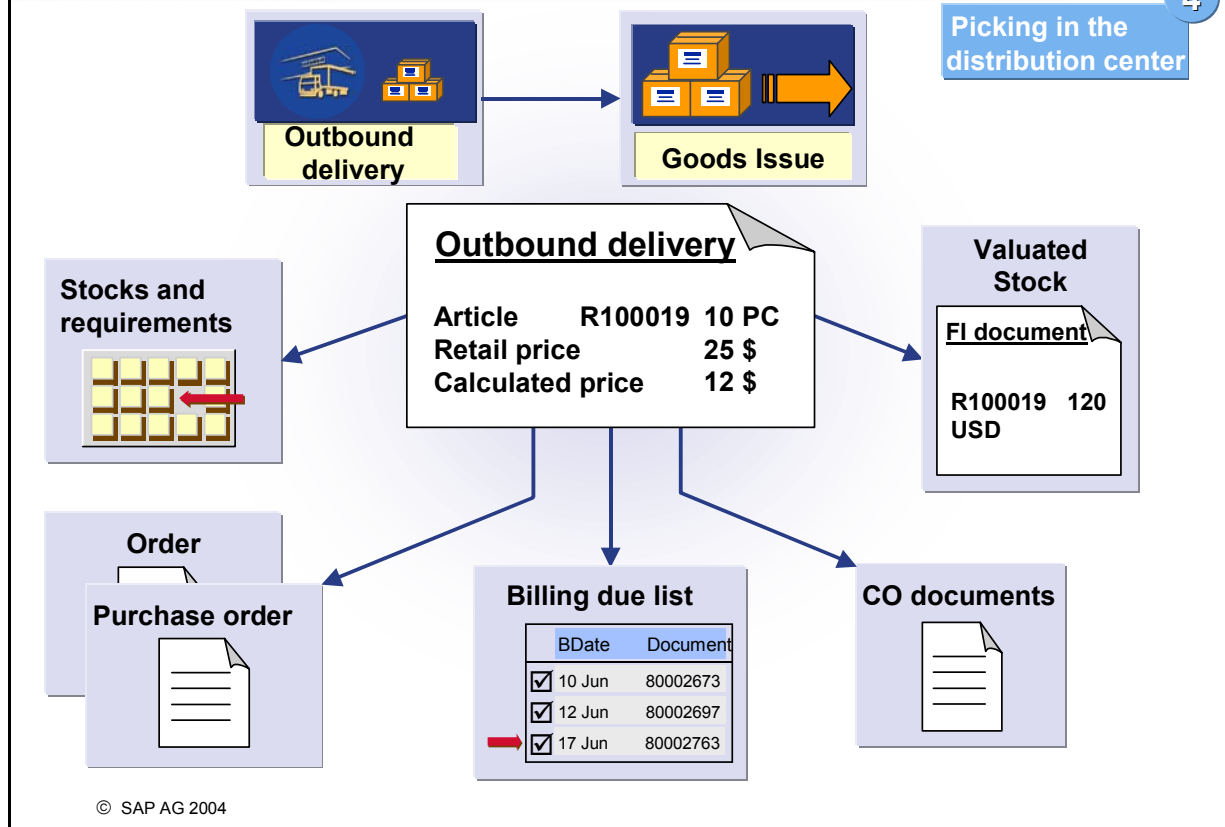 4
Picking in the
distribution center
Outbound
delivery
Goods Issue
Outbound delivery
Article R100019 10 PC
Retail price 25 $
Calculated price 12 $
Stocks and
requirements
Valuated
Stock
FI document
R100019 120
USD
Order
Purchase order
Billing due list
BDate Document
10 Jun 80002673
12 Jun 80002697
17 Jun 80002763
CO documents
© SAP AG 2004